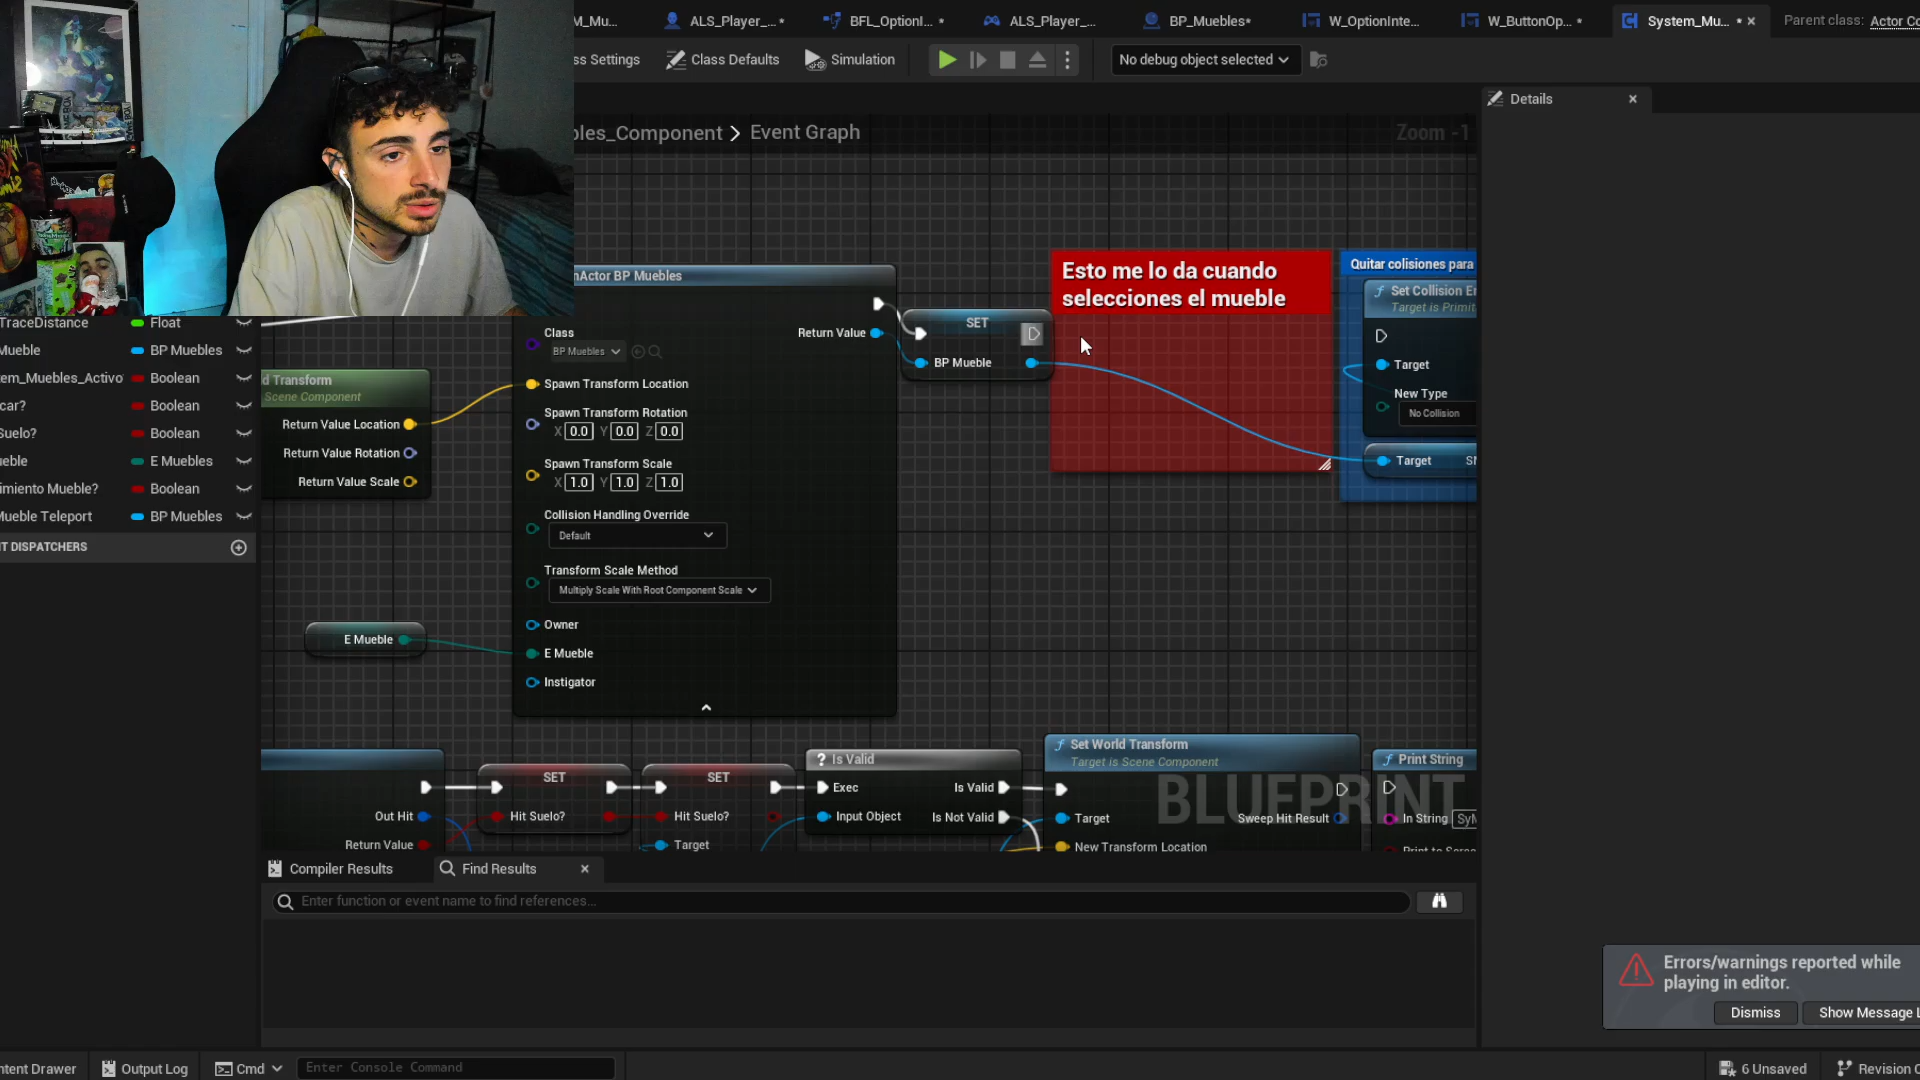 M_Mu...
ALS_Player_...*
BFL_OptionI...*
ALS_Player_...
BP_Muebles*
W_OptionInte...
W_ButtonOp...*
System_Mu...*
Parent class:
Actor Co
ss Settings
Class Defaults
Simulation
No debug object selected
Details
bles_Component > Event Graph
Zoom -1
nActor BP Muebles
Esto me lo da cuando
selecciones el mueble
Quitar colisiones para
Set Collision En
Target is Primit
TraceDistance
Float
Class
BP Muebles
Return Value
SET
BP Mueble
Target
New Type
No Collision
Target
Mueble
BP Muebles
tem_Muebles_Activo
Boolean
car?
Boolean
Suelo?
Boolean
eble
E Muebles
imiento Mueble?
Boolean
Mueble Teleport
BP Muebles
T DISPATCHERS
d Transform
Scene Component
Return Value Location
Return Value Rotation
Return Value Scale
Spawn Transform Location
Spawn Transform Rotation
X 0.0 Y 0.0 Z 0.0
Spawn Transform Scale
X 1.0 Y 1.0 Z 1.0
Collision Handling Override
Default
Transform Scale Method
Multiply Scale With Root Component Scale
Owner
E Mueble
E Mueble
Instigator
Out Hit
Return Value
SET
Hit Suelo?
SET
Hit Suelo?
Target
? Is Valid
Exec
Is Valid
Input Object
Is Not Valid
Set World Transform
Target is Scene Component
Target
Sweep Hit Result
New Transform Location
BLUEPRINT
Print String
In String
Compiler Results
Find Results
Enter function or event name to find references...
Errors/warnings reported while
playing in editor.
Dismiss
Show Message L
ntent Drawer
Output Log
Cmd
Enter Console Command
6 Unsaved
Revision C